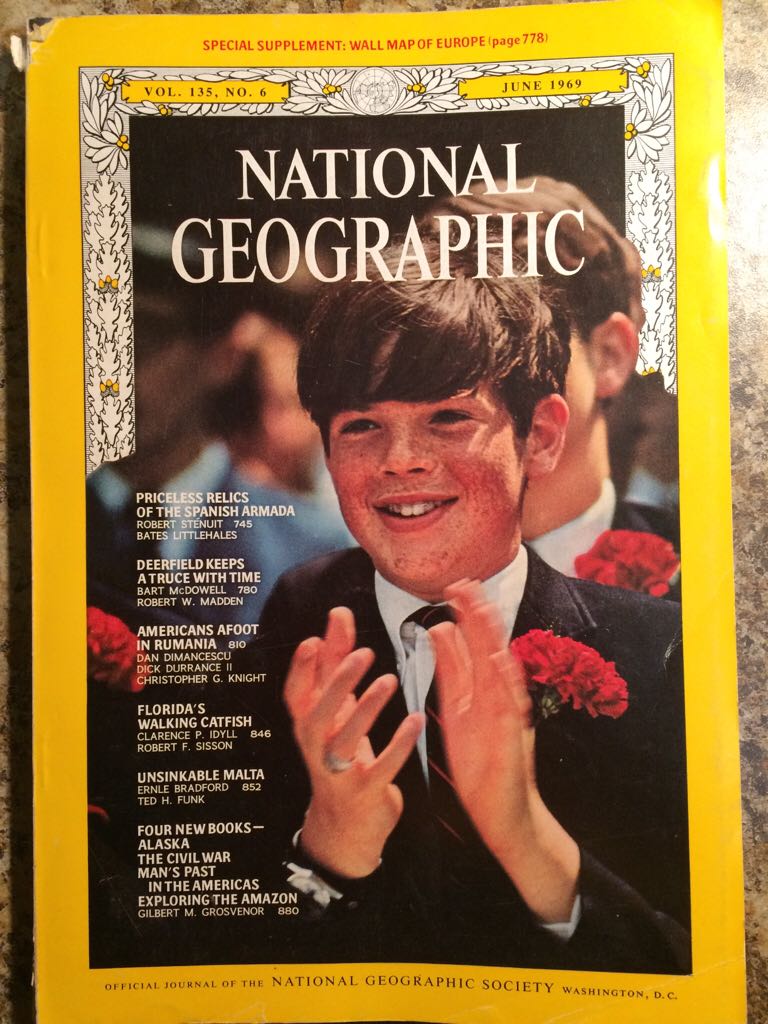 SPECIAL SUPPLEMENT: WALL MAP OF EUROPE (page 778)
VOL. 135, NO. 6
JUNE 1969
NATIONAL
GEOGRAPHIC
PRICELESS RELICS
OF THE SPANISH ARMADA
ROBERT STÉNUIT 745
BATES LITTLEHALES
DEERFIELD KEEPS
A TRUCE WITH TIME
BART McDOWELL 780
ROBERT W. MADDEN
AMERICANS AFOOT
IN RUMANIA 810
DAN DIMANCESCU
DICK DURRANCE II
CHRISTOPHER G. KNIGHT
FLORIDA'S
WALKING CATFISH
CLARENCE P. IDYLL 846
ROBERT F. SISSON
UNSINKABLE MALTA
ERNLE BRADFORD 852
TED H. FUNK
FOUR NEW BOOKS—
ALASKA
THE CIVIL WAR
MAN'S PAST
IN THE AMERICAS
EXPLORING THE AMAZON
GILBERT M. GROSVENOR 880
OFFICIAL JOURNAL OF THE NATIONAL GEOGRAPHIC SOCIETY WASHINGTON, D.C.